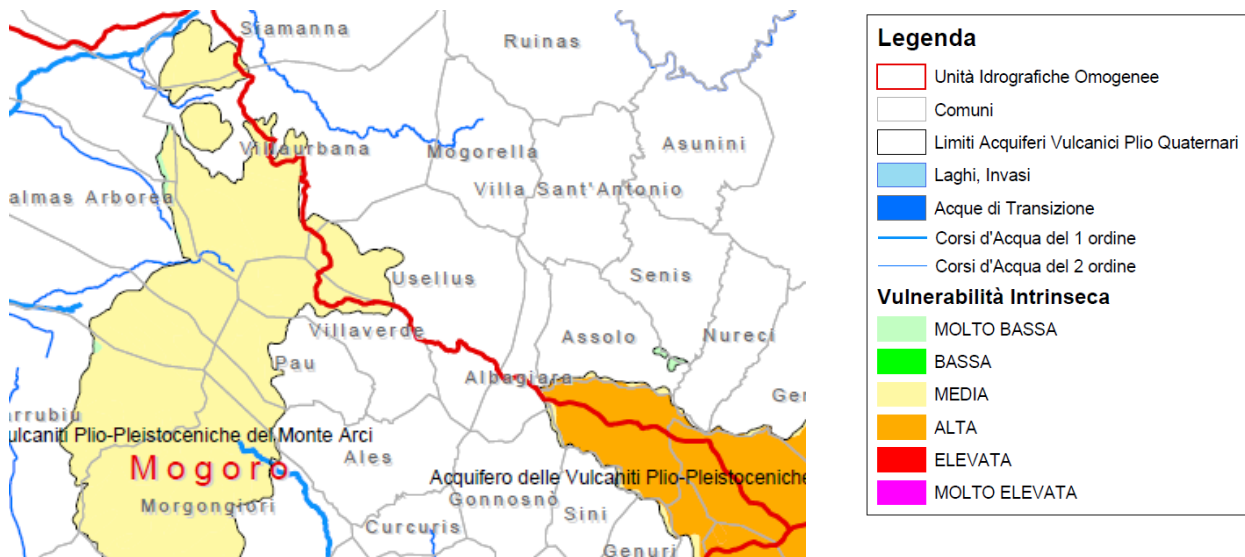 Siamanna
Ruinas
Asunini
Villaurbana
Mogorella
almas Arborea
Villa Sant'Antonio
Usellus
Senis
Villaverde
Assolo
Nureci
Pau
Albagiara
Ger
arrubiu
ulcaniti Plio-Pleistoceniche del Monte Arci
Ales
Mogoro
Acquifero delle Vulcaniti Plio-Pleistoceniche
Morgongiori
Gonnosnò
Sini
Curcuris
Genuri
Legenda
Unità Idrografiche Omogenee
Comuni
Limiti Acquiferi Vulcanici Plio Quaternari
Laghi, Invasi
Acque di Transizione
Corsi d'Acqua del 1 ordine
Corsi d'Acqua del 2 ordine
Vulnerabilità Intrinseca
MOLTO BASSA
BASSA
MEDIA
ALTA
ELEVATA
MOLTO ELEVATA